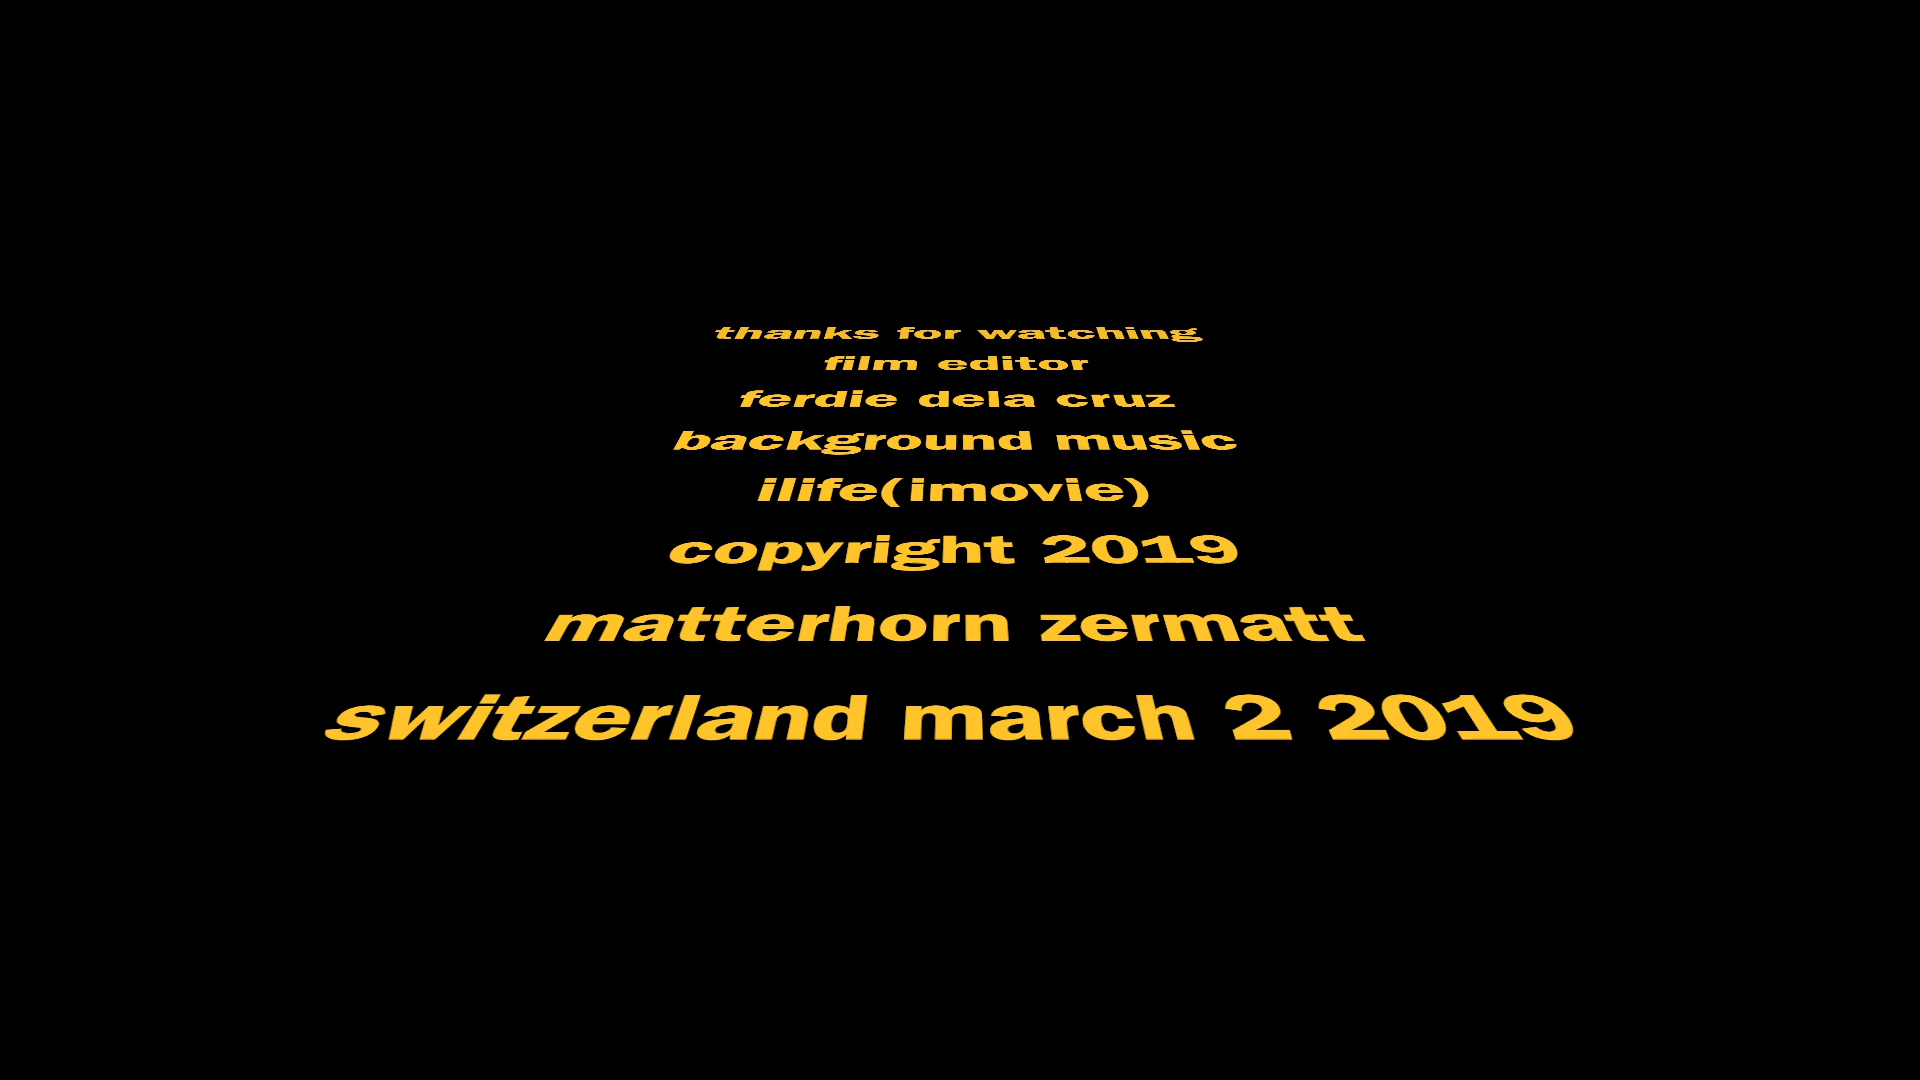 thanks for watching
film editor
ferdie dela cruz
background music
ilife(imovie)
copyright 2019
matterhorn zermatt
switzerland march 2 2019